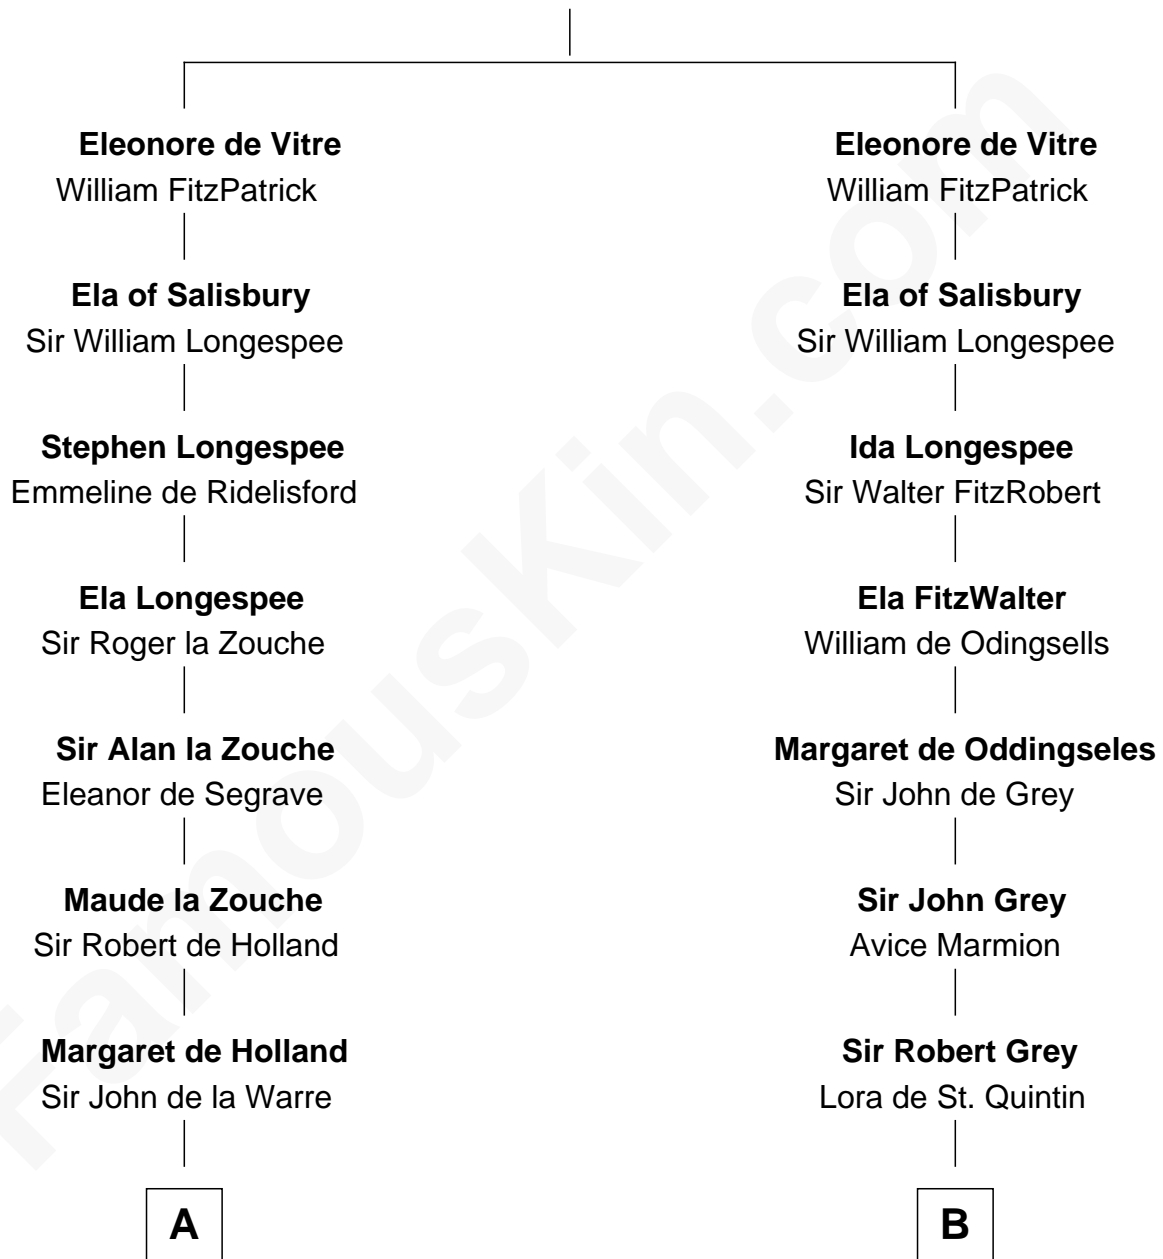 Eleonore de Vitre
William FitzPatrick
Ela of Salisbury
Sir William Longespee
Stephen Longespee
Emmeline de Ridelisford
Ela Longespee
Sir Roger la Zouche
Sir Alan la Zouche
Eleanor de Segrave
Maude la Zouche
Sir Robert de Holland
Margaret de Holland
Sir John de la Warre
A
Eleonore de Vitre
William FitzPatrick
Ela of Salisbury
Sir William Longespee
Ida Longespee
Sir Walter FitzRobert
Ela FitzWalter
William de Odingsells
Margaret de Oddingseles
Sir John de Grey
Sir John Grey
Avice Marmion
Sir Robert Grey
Lora de St. Quintin
B
FamousKin.com